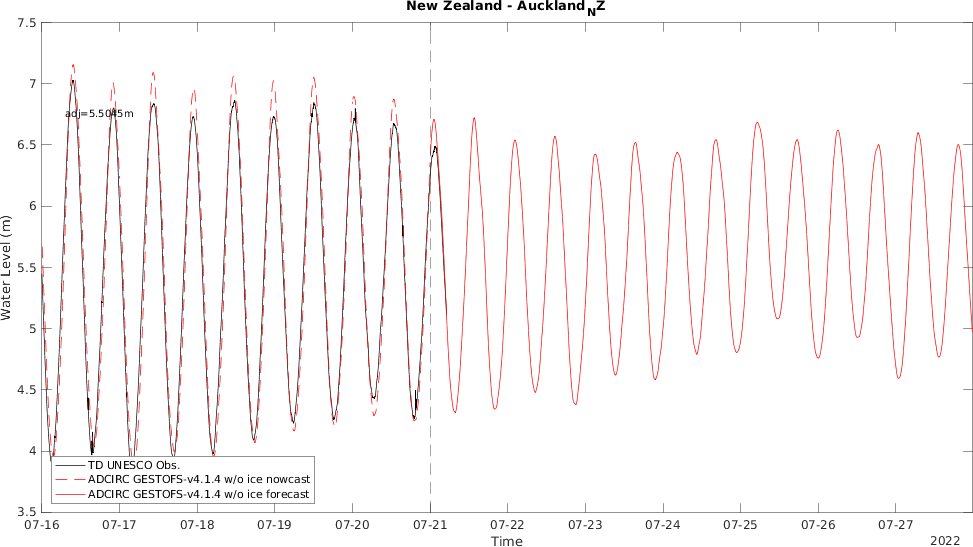 New Zealand - Auckland_NZ
7.5
7
6.5
6
5.5
5
4.5
4
3.5
Water Level (m)
adj=5.5045m
TD UNESCO Obs.
ADCIRC GESTOFS-v4.1.4 w/o ice nowcast
ADCIRC GESTOFS-v4.1.4 w/o ice forecast
07-16 07-17 07-18 07-19 07-20 07-21 07-22 07-23 07-24 07-25 07-26 07-27
Time
2022